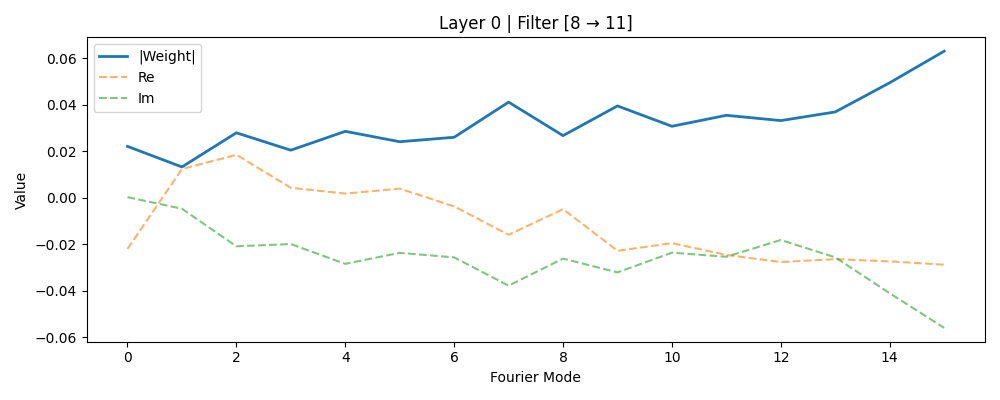 Layer 0 | Filter [8 → 11]
|Weight|
Re
Im
0.06
0.04
0.02
0.00
−0.02
−0.04
−0.06
Value
0 2 4 6 8 10 12 14
Fourier Mode